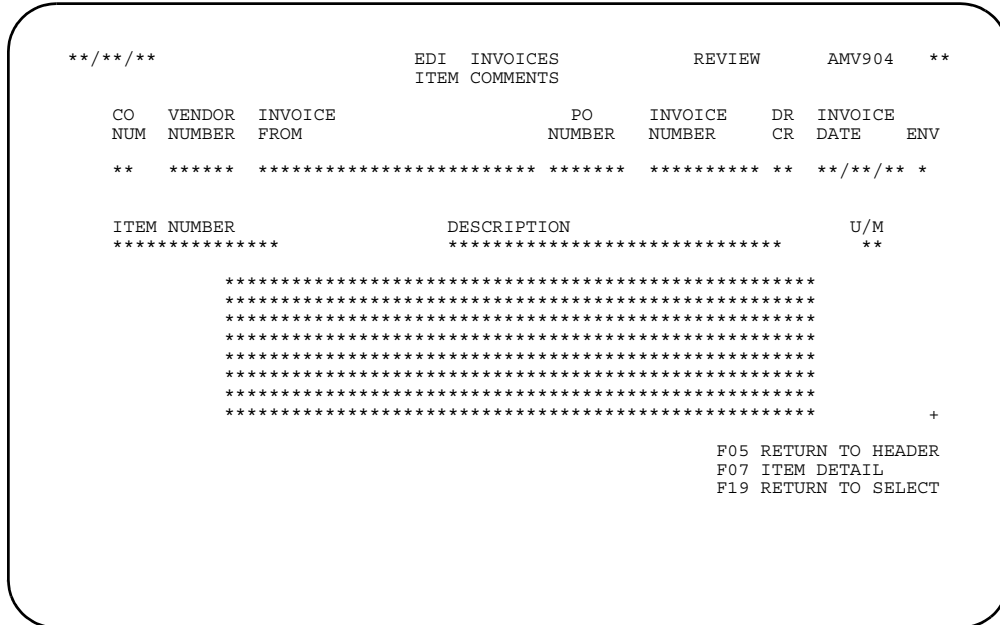 **/**/** EDI INVOICES REVIEW AMV904 **
ITEM COMMENTS
CO VENDOR INVOICE PO INVOICE DR INVOICE
NUM NUMBER FROM NUMBER NUMBER CR DATE ENV
** ****** ************************* ******* ********** ** **/**/** *
ITEM NUMBER DESCRIPTION U/M
*************** ****************************** **
*****************************************************
*****************************************************
*****************************************************
*****************************************************
*****************************************************
*****************************************************
*****************************************************
***************************************************** +
F05 RETURN TO HEADER
F07 ITEM DETAIL
F19 RETURN TO SELECT